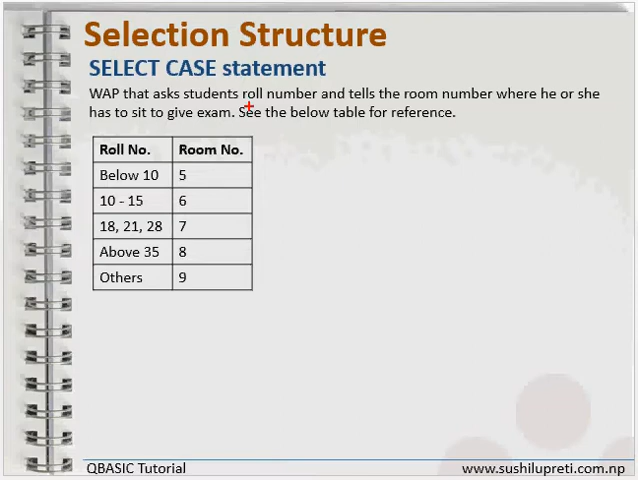 Selection Structure
SELECT CASE statement
WAP that asks students roll number and tells the room number where he or she
has to sit to give exam. See the below table for reference.
Roll No. Room No.
Below 10 5
10 - 15 6
18, 21, 28 7
Above 35 8
Others 9
QBASIC Tutorial www.sushilupreti.com.np